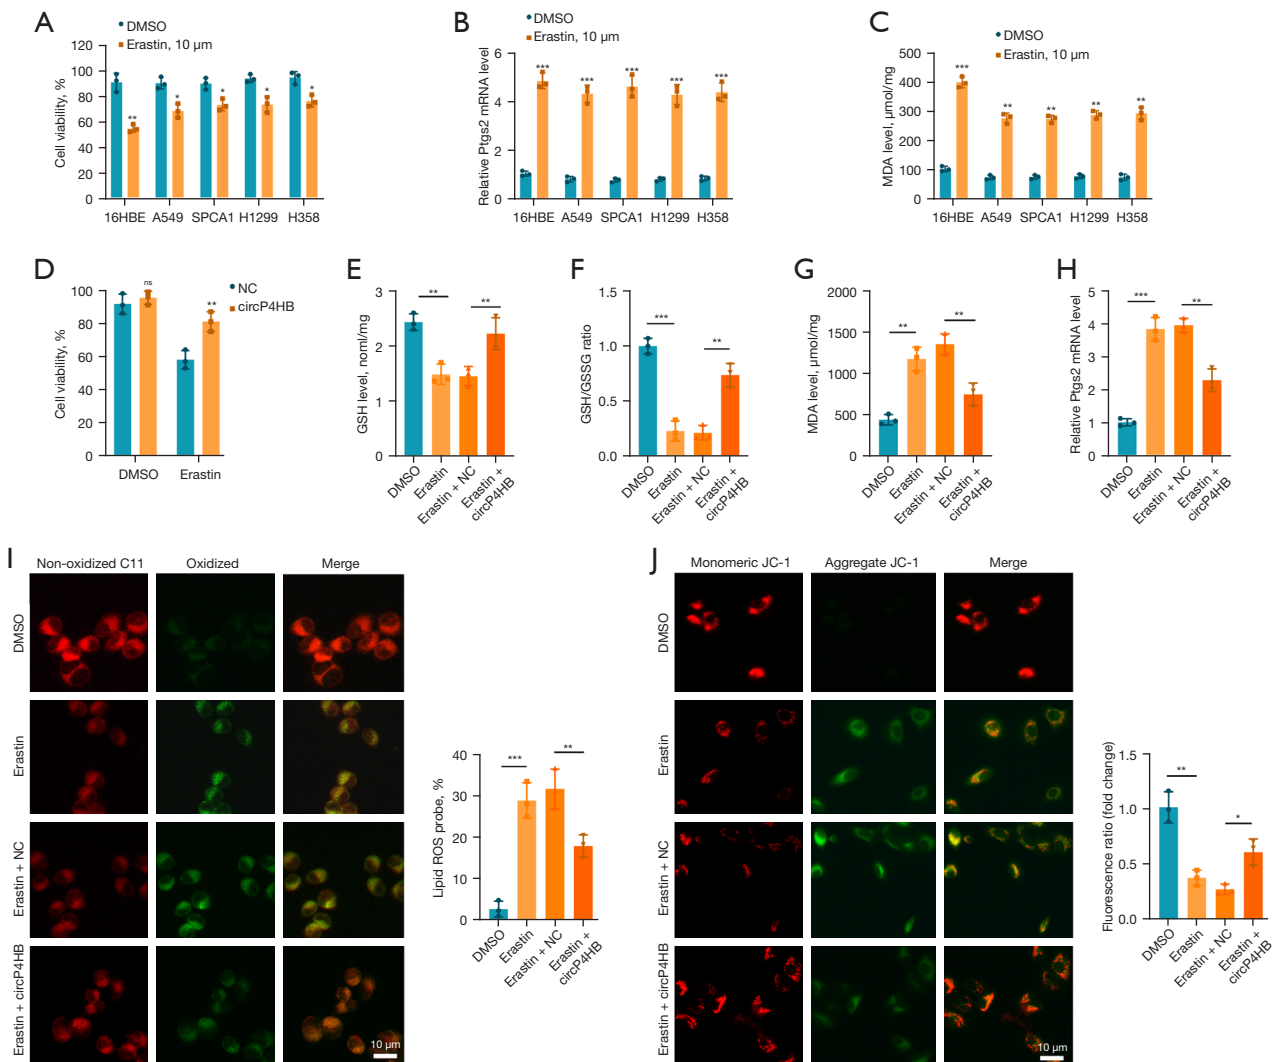 A
DMSO
Erastin, 10 μm
Cell viability, %
120
100
80
60
40
20
0
**
*
*
*
*
16HBE A549 SPCA1 H1299 H358
B
DMSO
Erastin, 10 μm
Relative Ptgs2 mRNA level
6
4
2
0
***
***
***
***
***
16HBE A549 SPCA1 H1299 H358
C
DMSO
Erastin, 10 μm
MDA level, μmol/mg
500
400
300
200
100
0
***
**
**
**
**
16HBE A549 SPCA1 H1299 H358
D
NC
circP4HB
Cell viability, %
100
80
60
40
20
0
ns
**
DMSO Erastin
E
GSH level, noml/mg
3
2
1
0
**
**
DMSO
Erastin
Erastin + NC
Erastin +
circP4HB
F
GSH/GSSG ratio
1.5
1.0
0.5
0.0
***
**
DMSO
Erastin
Erastin + NC
Erastin +
circP4HB
G
MDA level, μmol/mg
2000
1500
1000
500
0
**
**
DMSO
Erastin
Erastin + NC
Erastin +
circP4HB
H
Relative Ptgs2 mRNA level
5
4
3
2
1
0
***
**
DMSO
Erastin
Erastin + NC
Erastin +
circP4HB
I
Non-oxidized C11 Oxidized Merge
DMSO
Erastin
Erastin + NC
Erastin + circP4HB
10 μm
Lipid ROS probe, %
40
30
20
10
0
***
**
DMSO
Erastin
Erastin + NC
Erastin +
circP4HB
J
Monomeric JC-1 Aggregate JC-1 Merge
DMSO
Erastin
Erastin + NC
Erastin + circP4HB
10 μm
Fluorescence ratio (fold change)
1.5
1.0
0.5
0.0
**
*
DMSO
Erastin
Erastin + NC
Erastin +
circP4HB